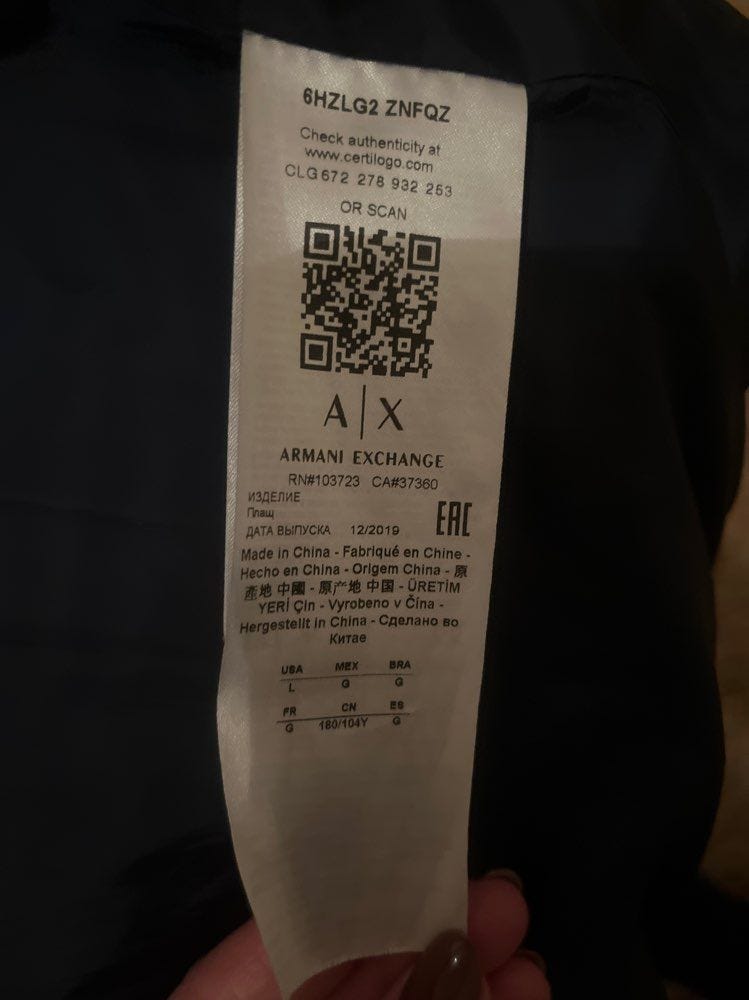 6HZLG2 ZNFQZ
Check authenticity at
www.certilogo.com
CLG 672 278 932 253
OR SCAN
A|X
ARMANI EXCHANGE
RN#103723 CA#37360
ИЗДЕЛИЕ
Плащ
ДАТА ВЫПУСКА 12/2019
EAC
Made in China - Fabriqué en Chine -
Hecho en China - Origem China - 原
產地 中國 - 原产地 中国 - ÜRETİM
YERİ Çin - Vyrobeno v Čína -
Hergestellt in China - Сделано во
Китае
USA MEX BRA
L G G
FR CN ES
G 180/104Y G